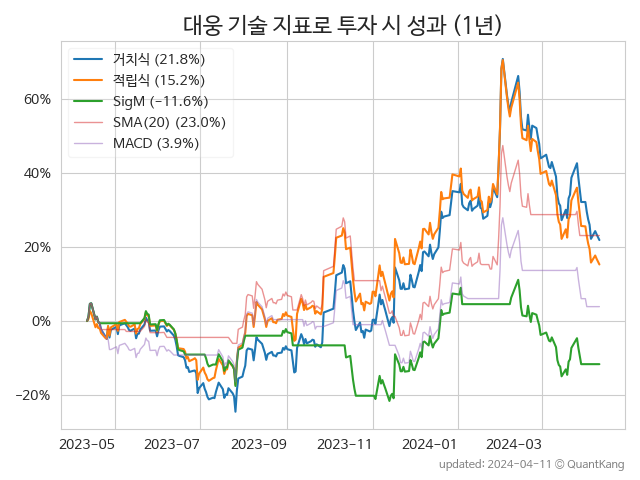 대웅 기술 지표로 투자 시 성과 (1년)
거치식 (21.8%)
적립식 (15.2%)
SigM (−11.6%)
SMA(20) (23.0%)
MACD (3.9%)
60%
40%
20%
0%
−20%
2023-05 2023-07 2023-09 2023-11 2024-01 2024-03
updated: 2024-04-11 © QuantKang